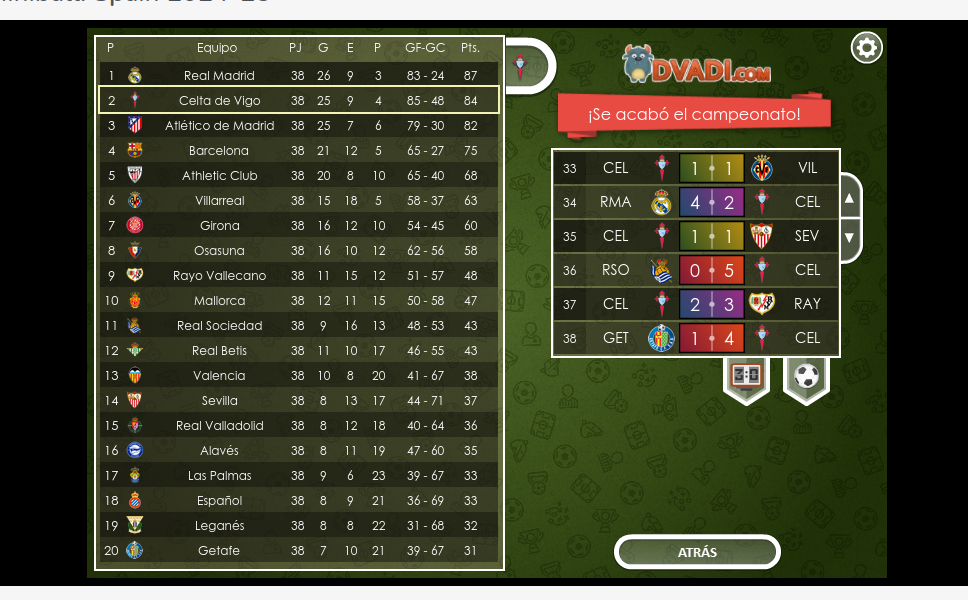 P Equipo PJ G E P GF-GC Pts.
1 Real Madrid 38 26 9 3 83 - 24 87
2 Celta de Vigo 38 25 9 4 85 - 48 84
3 Atlético de Madrid 38 25 7 6 79 - 30 82
4 Barcelona 38 21 12 5 65 - 27 75
5 Athletic Club 38 20 8 10 65 - 40 68
6 Villarreal 38 15 18 5 58 - 37 63
7 Girona 38 16 12 10 54 - 45 60
8 Osasuna 38 16 10 12 62 - 56 58
9 Rayo Vallecano 38 11 15 12 51 - 57 48
10 Mallorca 38 12 11 15 50 - 58 47
11 Real Sociedad 38 9 16 13 48 - 53 43
12 Real Betis 38 11 10 17 46 - 55 43
13 Valencia 38 10 8 20 41 - 67 38
14 Sevilla 38 8 13 17 44 - 71 37
15 Real Valladolid 38 8 12 18 40 - 64 36
16 Alavés 38 8 11 19 47 - 60 35
17 Las Palmas 38 9 6 23 39 - 67 33
18 Español 38 8 9 21 36 - 69 33
19 Leganés 38 8 8 22 31 - 68 32
20 Getafe 38 7 10 21 39 - 67 31
DVADI.COM
¡Se acabó el campeonato!
33 CEL 1 1 VIL
34 RMA 4 2 CEL
35 CEL 1 1 SEV
36 RSO 0 5 CEL
37 CEL 2 3 RAY
38 GET 1 4 CEL
ATRÁS